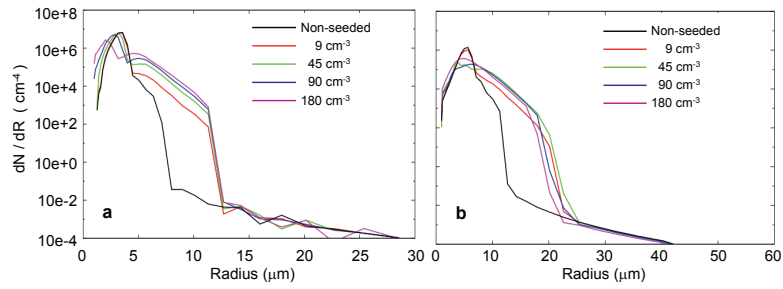 Non-seeded
9 cm⁻³
45 cm⁻³
90 cm⁻³
180 cm⁻³
10e+8
10e+6
10e+4
10e+2
10e+0
10e-2
10e-4
dN / dR ( cm⁻⁴)
a
0 5 10 15 20 25 30
Radius (μm)
Non-seeded
9 cm⁻³
45 cm⁻³
90 cm⁻³
180 cm⁻³
b
0 10 20 30 40 50 60
Radius (μm)